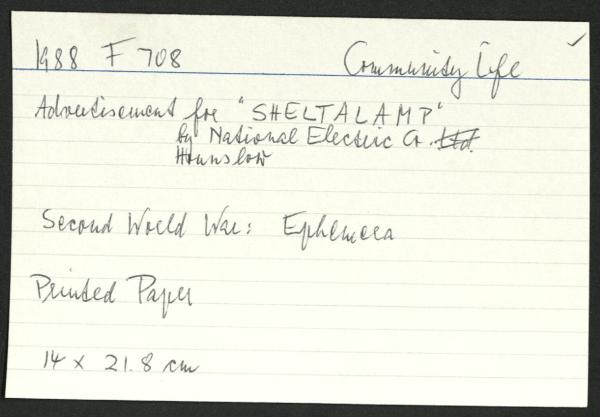 1988 F 708 Community Life
Advertisement for "SHELTALAMP"
by National Electric Co. Ltd.
Hounslow
Second World War: Ephemera
Printed Paper
14 x 21.8 cm